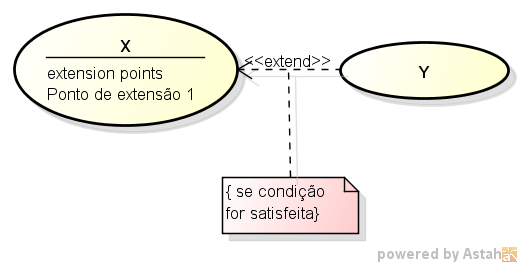 X
extension points
Ponto de extensão 1
<<extend>>
Y
{ se condição
for satisfeita}
powered by Astah